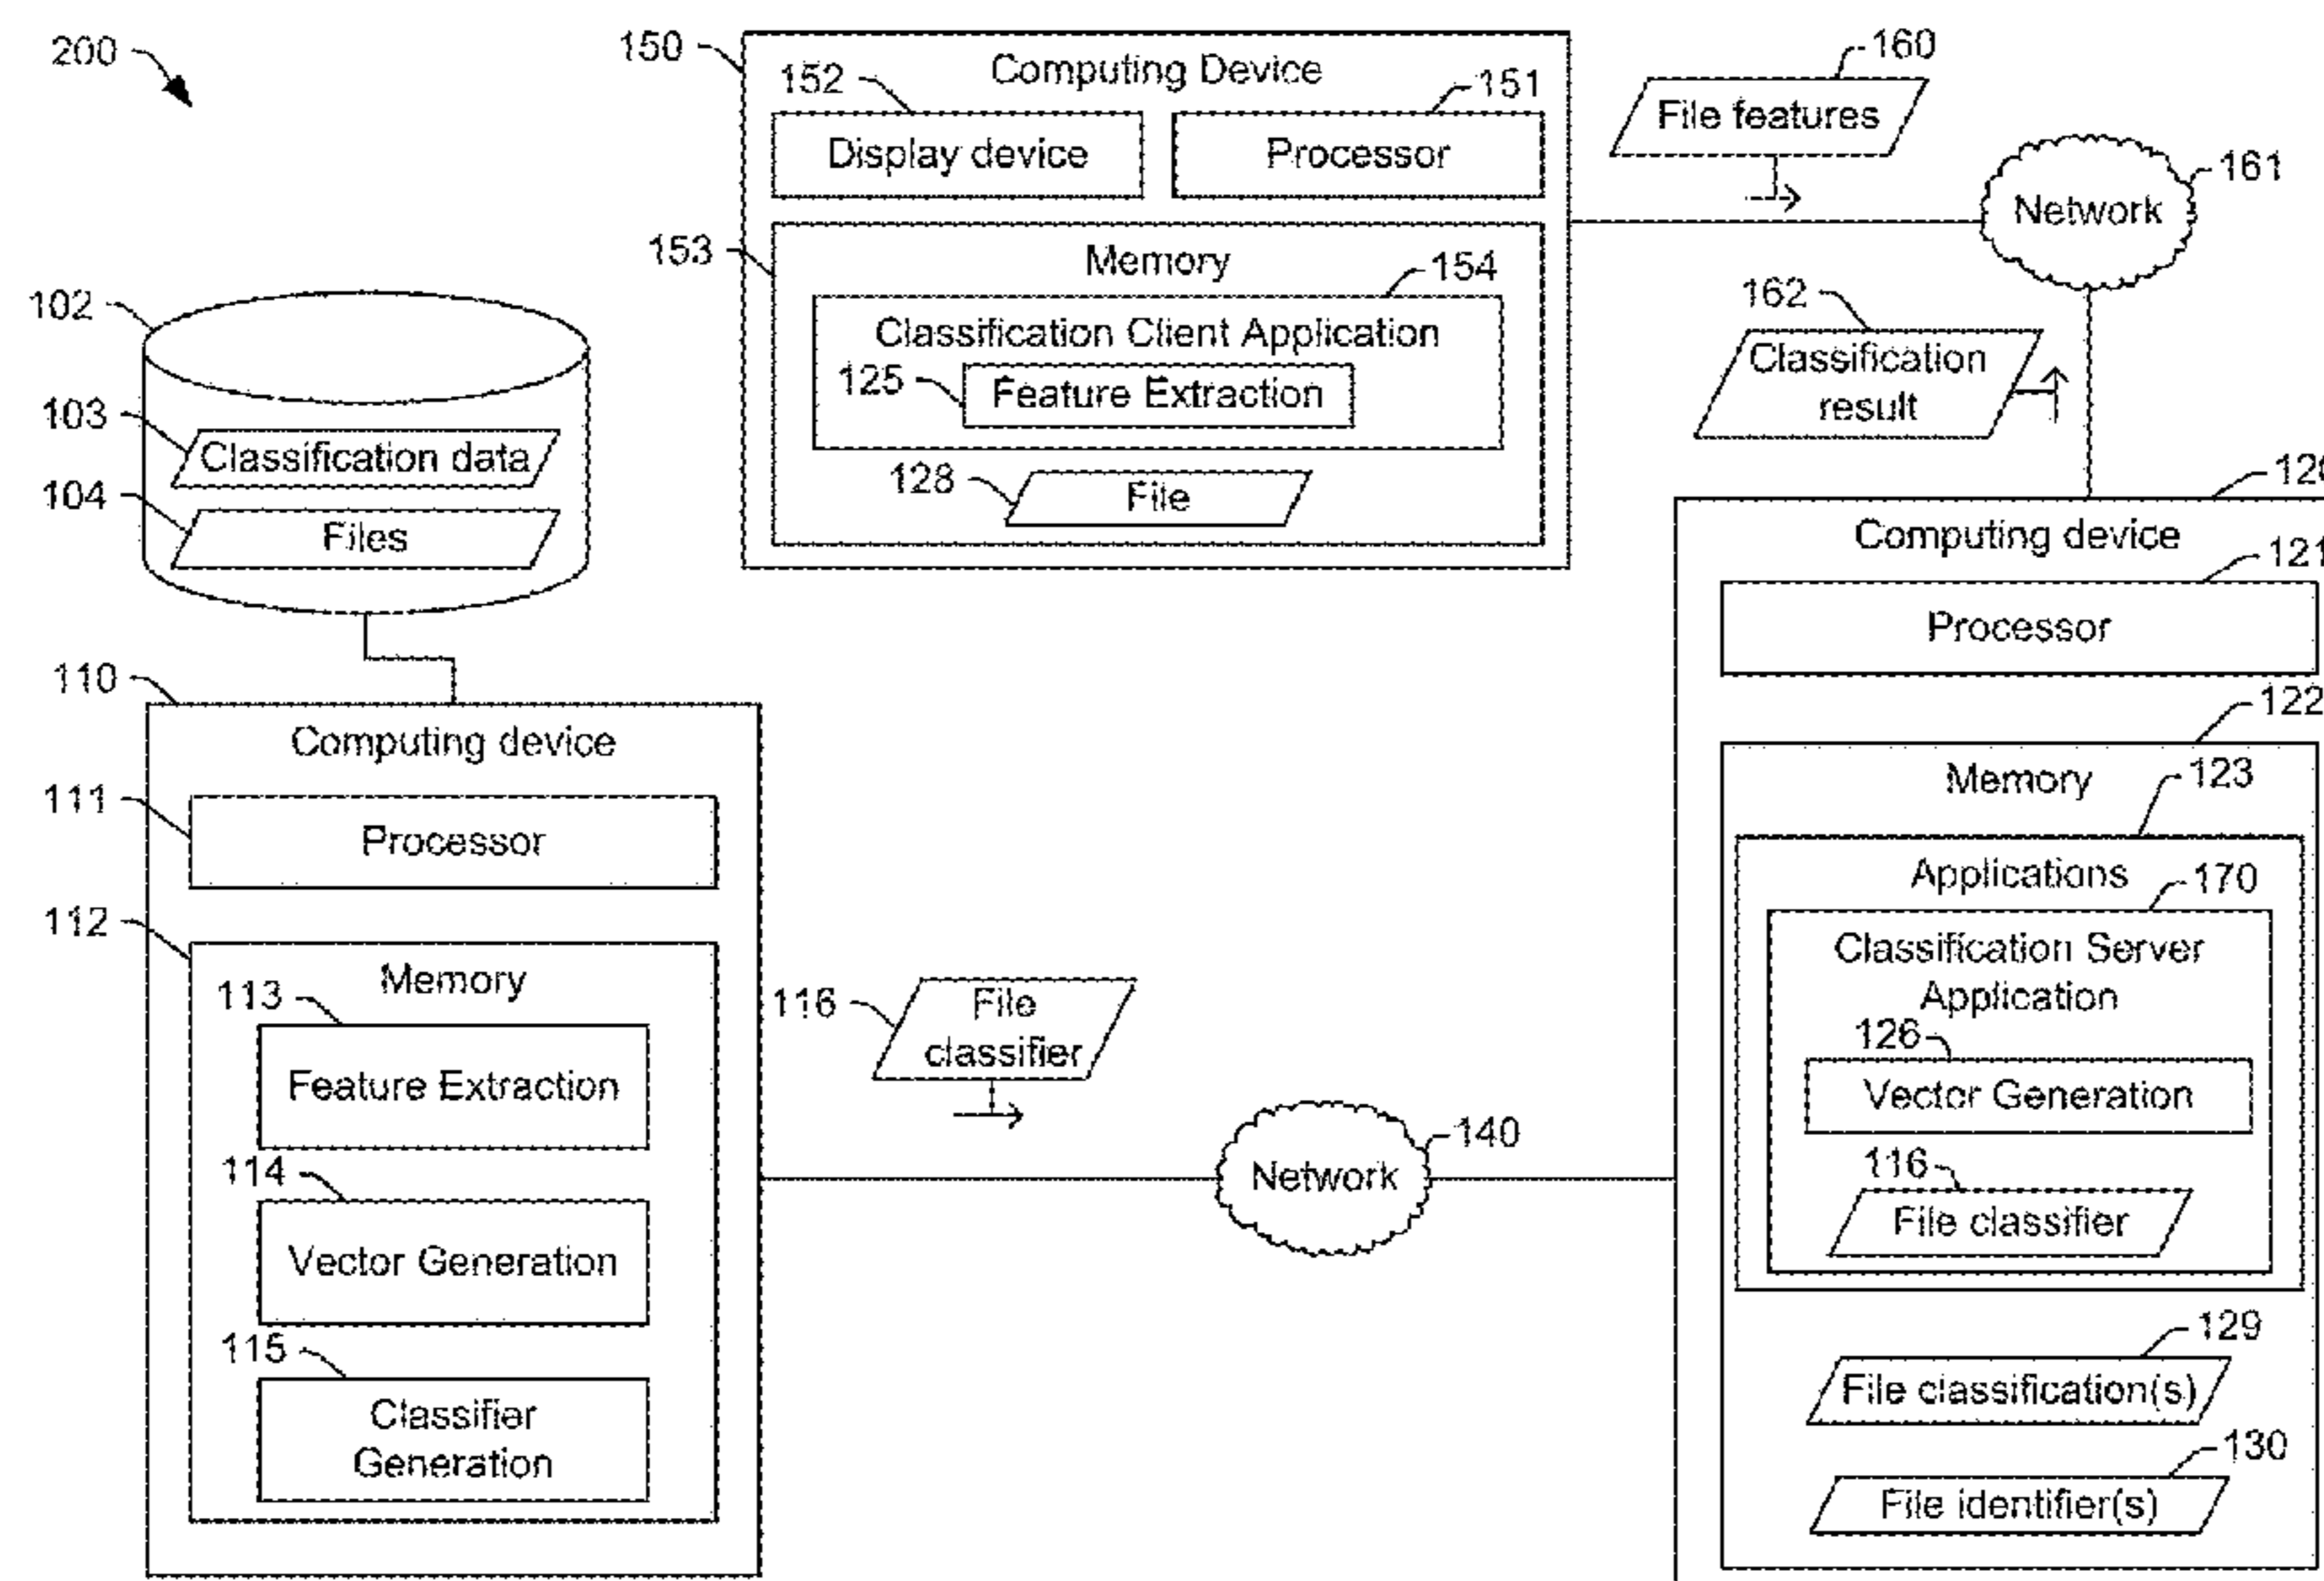 200
150
Computing Device
152
151
Display device
Processor
153
Memory
154
Classification Client Application
125
Feature Extraction
128
File
160
File features
161
Network
162
Classification
result
102
103
Classification data
104
Files
110
Computing device
111
Processor
112
Memory
113
Feature Extraction
114
Vector Generation
115
Classifier
Generation
116
File
classifier
140
Network
120
Computing device
121
Processor
122
Memory
123
Applications
170
Classification Server
Application
126
Vector Generation
116
File classifier
129
File classification(s)
130
File identifier(s)